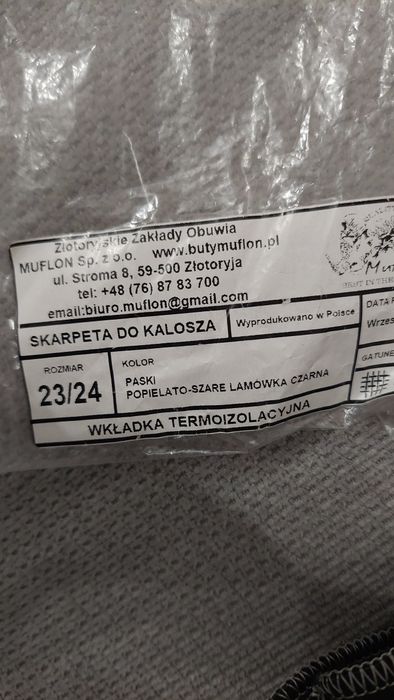 Złotoryjskie Zakłady Obuwia
MUFLON Sp. z o.o. www.butymuflon.pl
ul. Stroma 8, 59-500 Złotoryja
tel: +48 (76) 87 83 700
email:biuro.muflon@gmail.com
SKARPETA DO KALOSZA
Wyprodukowano w Polsce
DATA
Wrzes
ROZMIAR
23/24
KOLOR
PASKI
POPIELATO-SZARE LAMÓWKA CZARNA
GATUNE
WKŁADKA TERMOIZOLACYJNA